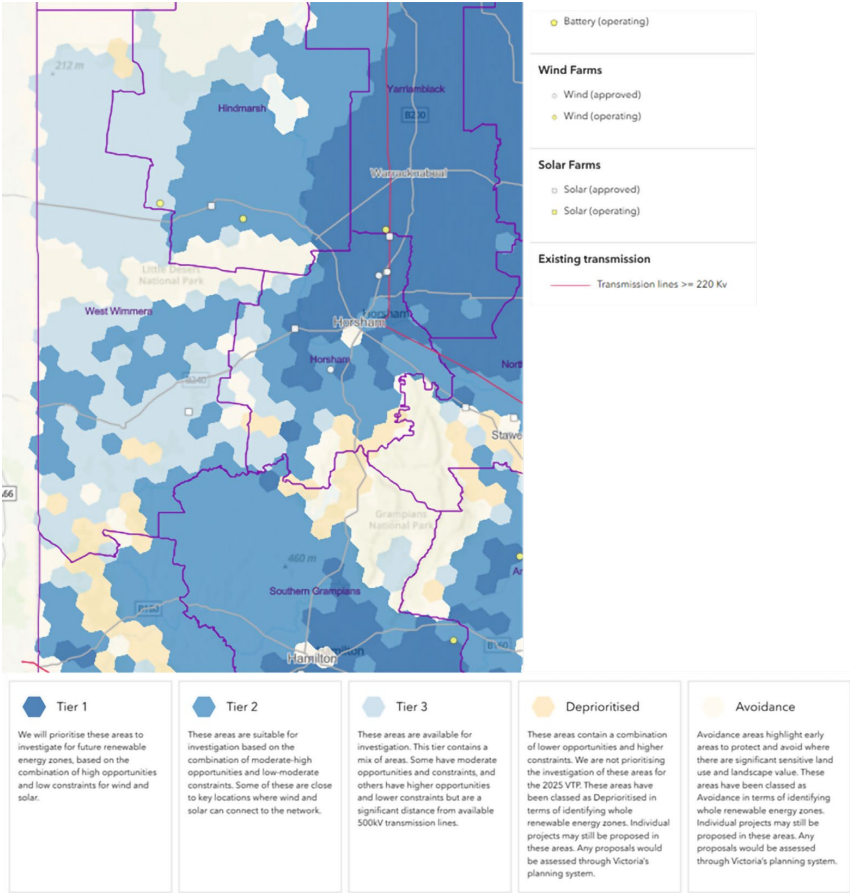 Battery (operating)
Wind Farms
Wind (approved)
Wind (operating)
Solar Farms
Solar (approved)
Solar (operating)
Existing transmission
Transmission lines >= 220 Kv
212 m
Hindmarsh
Yarriamblack
B200
Warracknabeal
Little Desert
National Park
West Wimmera
Horsham
Horsham
Horsham
B240
Nort
Stawe
Grampians
National Park
460 m
Ar
Southern Grampians
B160
B160
Hamilton
Tier 1
We will prioritise these areas to
investigate for future renewable
energy zones, based on the
combination of high opportunities
and low constraints for wind and
solar.
Tier 2
These areas are suitable for
investigation based on the
combination of moderate-high
opportunities and low-moderate
constraints. Some of these are close
to key locations where wind and
solar can connect to the network.
Tier 3
These areas are available for
investigation. This tier contains a
mix of areas. Some have moderate
opportunities and constraints, and
others have higher opportunities
and lower constraints but are a
significant distance from available
500kV transmission lines.
Deprioritised
These areas contain a combination
of lower opportunities and higher
constraints. We are not prioritising
the investigation of these areas for
the 2025 VTP. These areas have
been classed as Deprioritised in
terms of identifying whole
renewable energy zones. Individual
projects may still be proposed in
these areas. Any proposals would
be assessed through Victoria's
planning system.
Avoidance
Avoidance areas highlight early
areas to protect and avoid where
there are significant sensitive land
use and landscape value. These
areas have been classed as
Avoidance in terms of identifying
whole renewable energy zones.
Individual projects may still be
proposed in these areas. Any
proposals would be assessed
through Victoria's planning system.